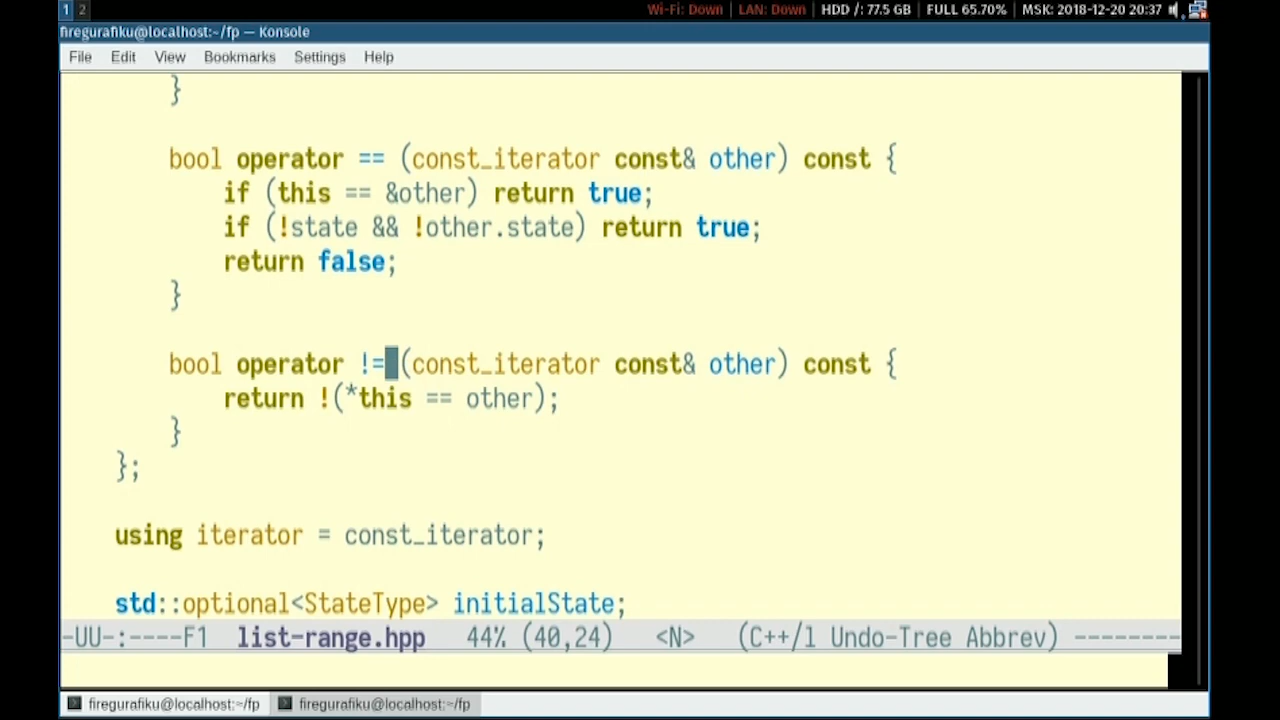 1 2 Wi-Fi: Down | LAN: Down | HDD /: 77.5 GB | FULL 65.70% | MSK: 2018-12-20 20:37
firegurafiku@localhost:~/fp — Konsole
File Edit View Bookmarks Settings Help
}
bool operator == (const_iterator const& other) const {
if (this == &other) return true;
if (!state && !other.state) return true;
return false;
}
bool operator != (const_iterator const& other) const {
return !(*this == other);
}
};
using iterator = const_iterator;
std::optional<StateType> initialState;
-UU-:----F1 list-range.hpp 44% (40,24) <N> (C++/l Undo-Tree Abbrev) --------
firegurafiku@localhost:~/fp firegurafiku@localhost:~/fp